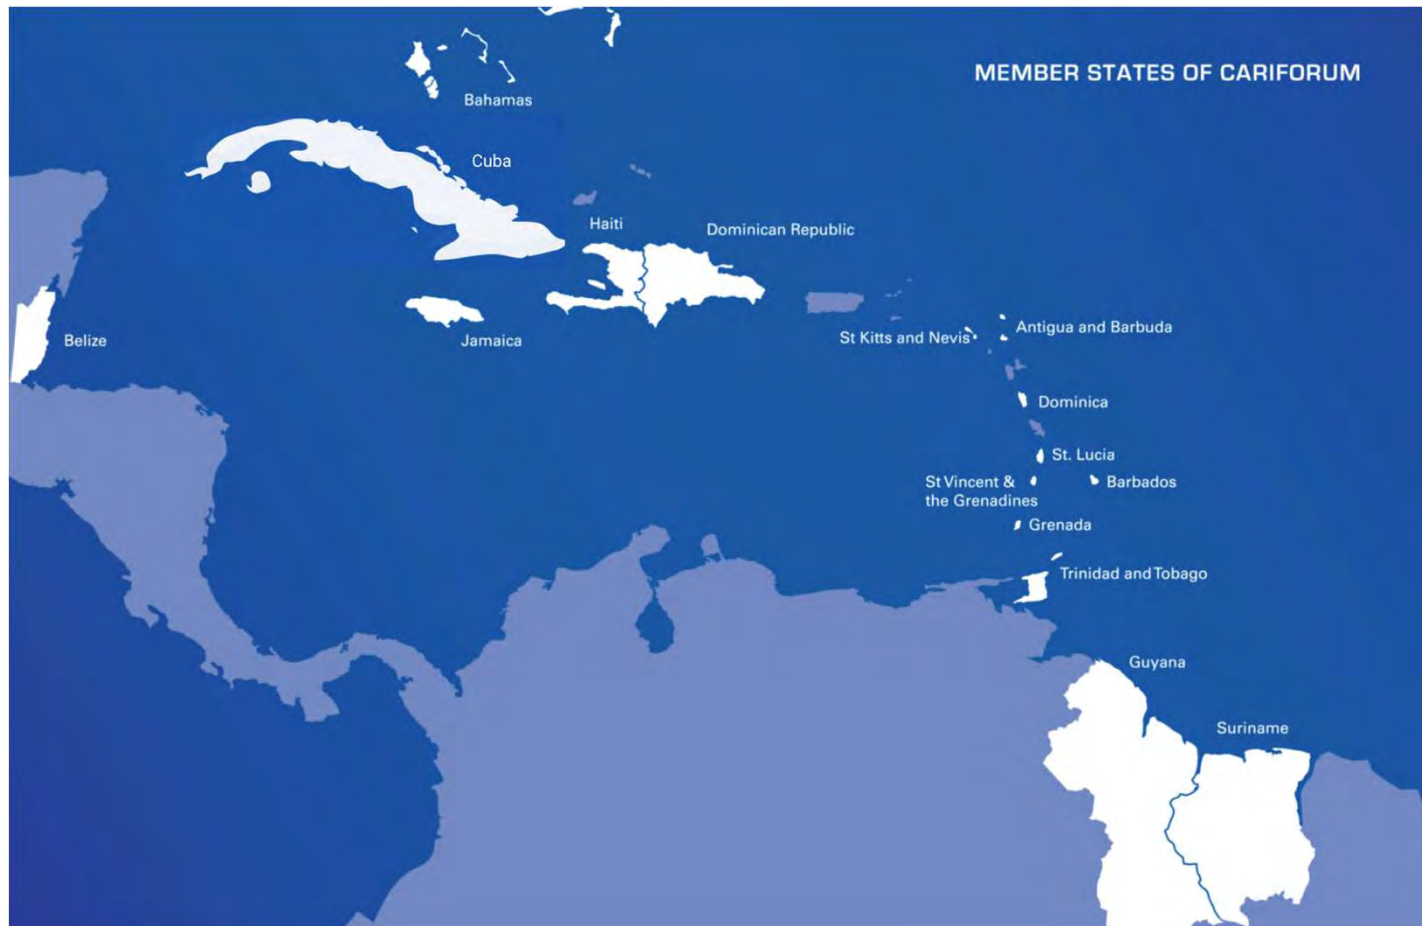 MEMBER STATES OF CARIFORUM
Bahamas
Cuba
Haiti
Dominican Republic
Belize
Jamaica
St Kitts and Nevis
Antigua and Barbuda
Dominica
St. Lucia
St Vincent &
the Grenadines
Barbados
Grenada
Trinidad and Tobago
Guyana
Suriname